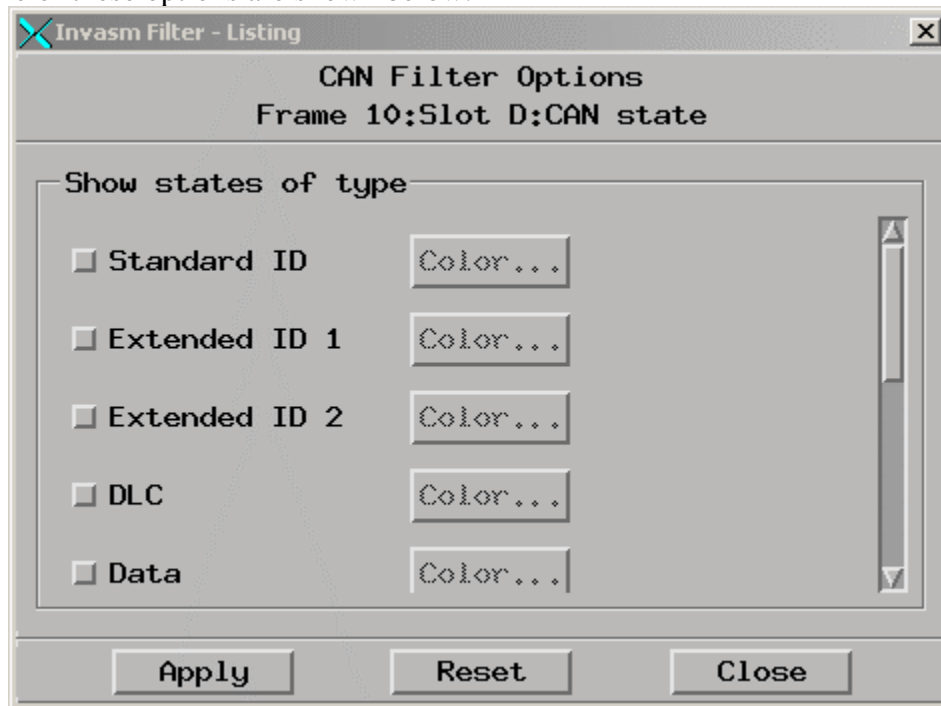 Invasm Filter - Listing
CAN Filter Options
Frame 10:Slot D:CAN state
Show states of type
Standard ID Color...
Extended ID 1 Color...
Extended ID 2 Color...
DLC Color...
Data Color...
Apply Reset Close